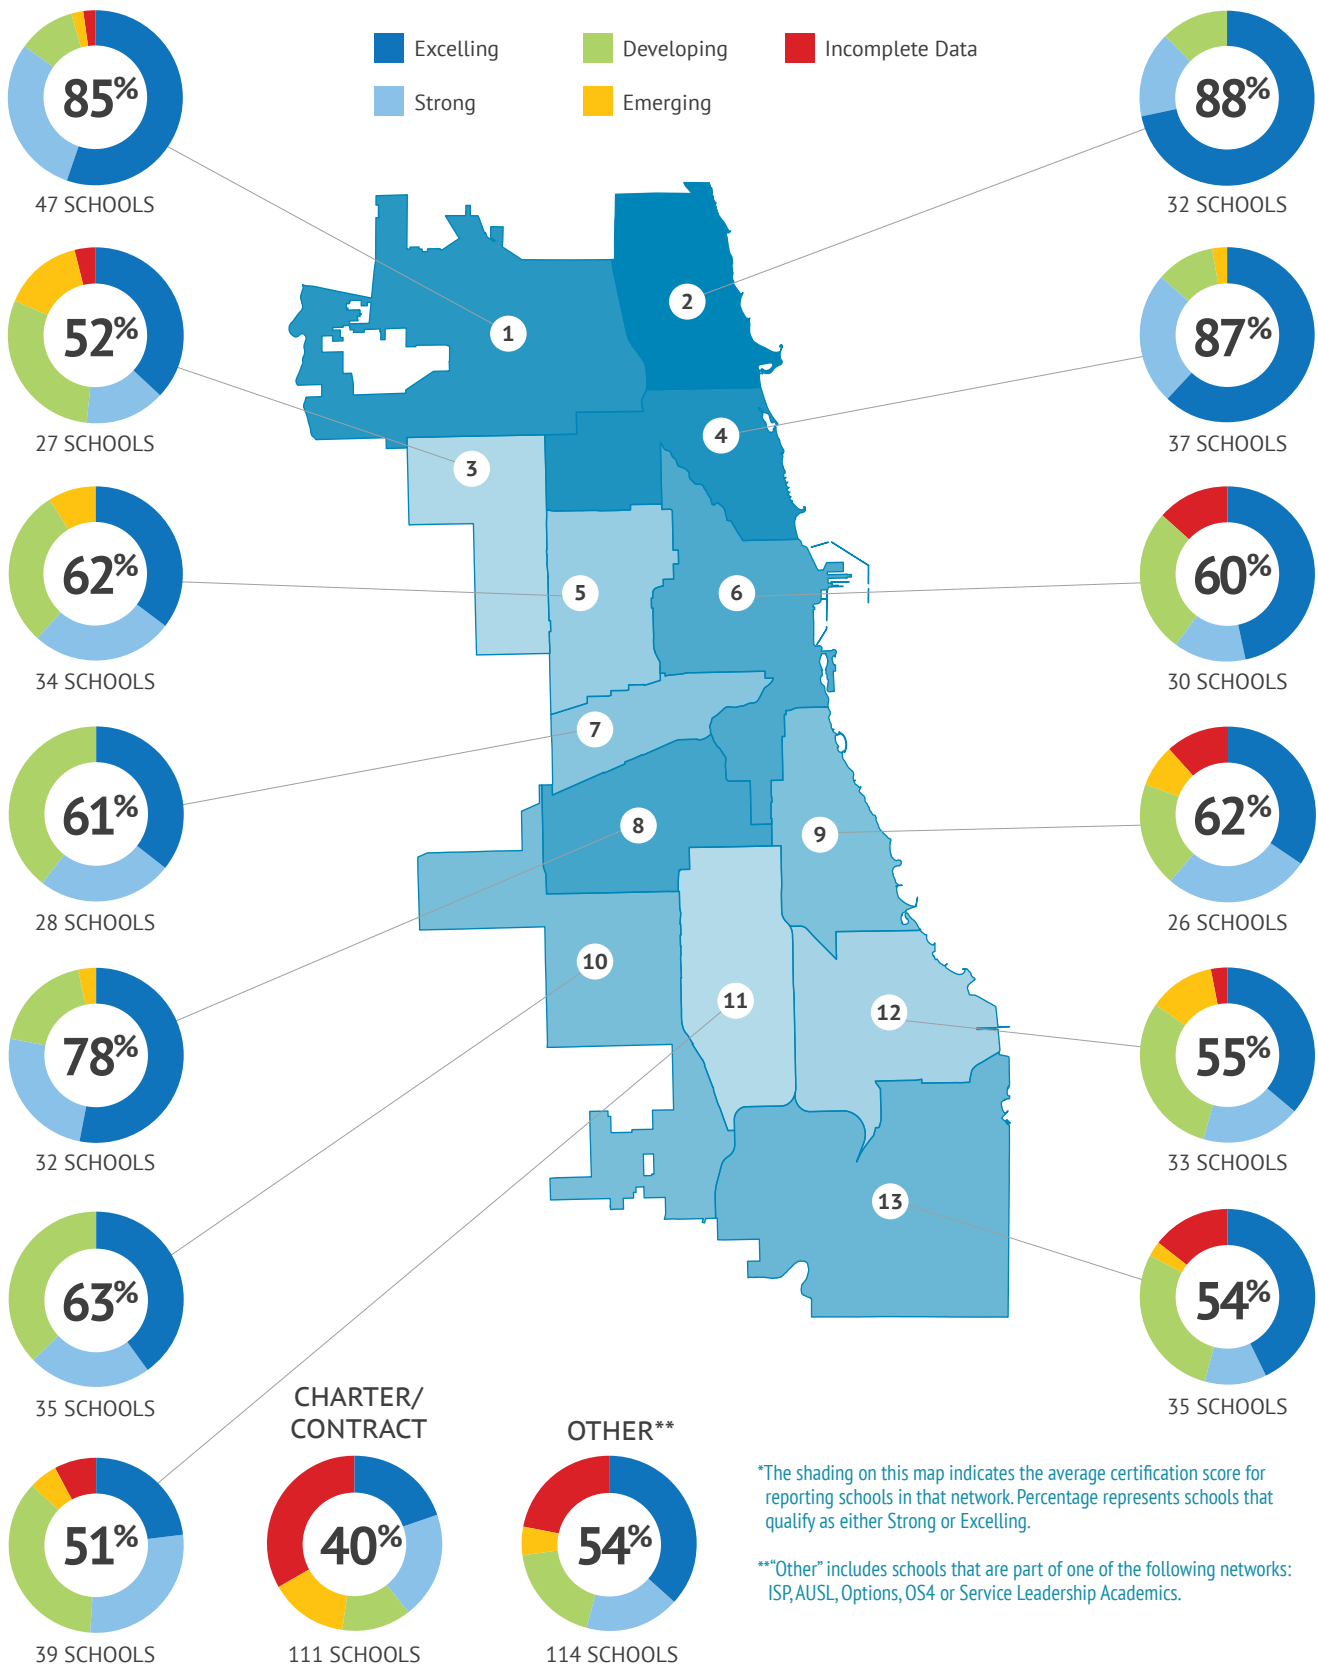 Excelling
Developing
Incomplete Data
Strong
Emerging
85%
47 SCHOOLS
88%
32 SCHOOLS
52%
27 SCHOOLS
87%
37 SCHOOLS
62%
34 SCHOOLS
60%
30 SCHOOLS
61%
28 SCHOOLS
62%
26 SCHOOLS
78%
32 SCHOOLS
55%
33 SCHOOLS
63%
35 SCHOOLS
54%
35 SCHOOLS
51%
39 SCHOOLS
1
2
3
4
5
6
7
8
9
10
11
12
13
CHARTER/
CONTRACT
40%
111 SCHOOLS
OTHER**
54%
114 SCHOOLS
*The shading on this map indicates the average certification score for
reporting schools in that network. Percentage represents schools that
qualify as either Strong or Excelling.
**“Other” includes schools that are part of one of the following networks:
ISP, AUSL, Options, OS4 or Service Leadership Academics.